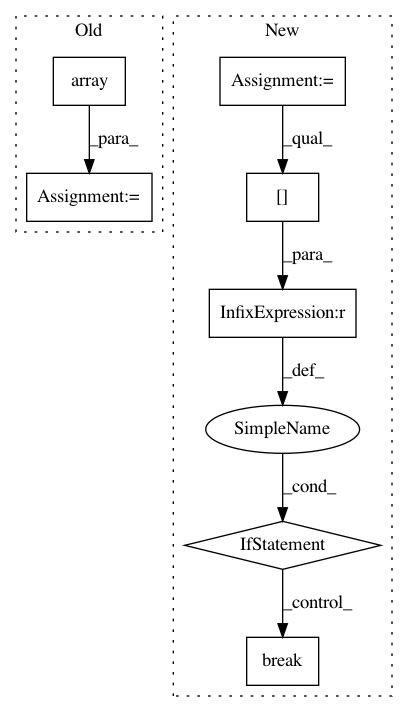 Old
array
_para_
Assignment:=
New
Assignment:=
_qual_
[]
_para_
InfixExpression:r
_def_
SimpleName
_cond_
IfStatement
_control_
break